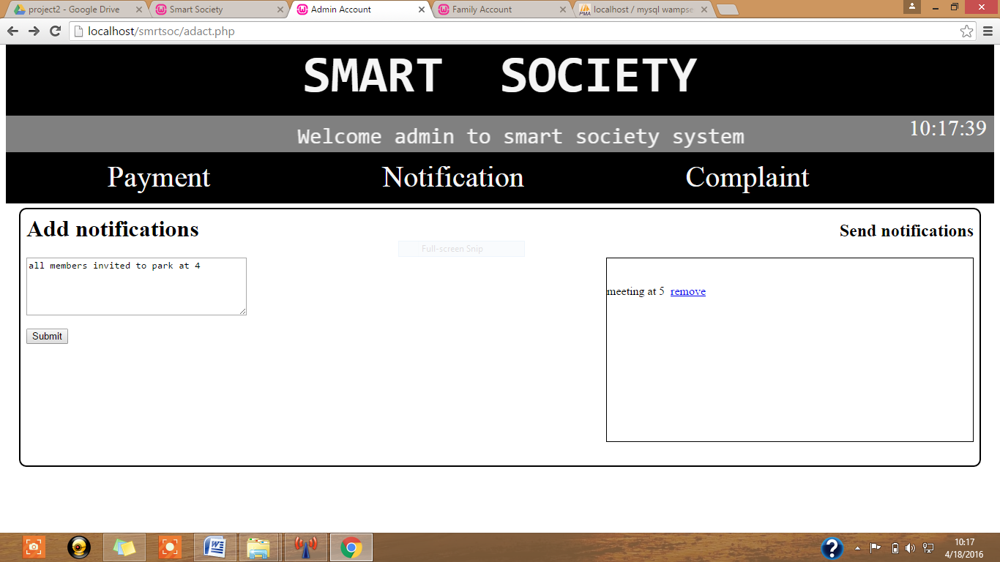 project2 - Google Drive
Smart Society
Admin Account
Family Account
localhost / mysql wampse
localhost/smrtsoc/adact.php
SMART SOCIETY
Welcome admin to smart society system
10:17:39
Payment
Notification
Complaint
Add notifications
Send notifications
Full-screen Snip
all members invited to park at 4
meeting at 5 remove
Submit
10:17
4/18/2016